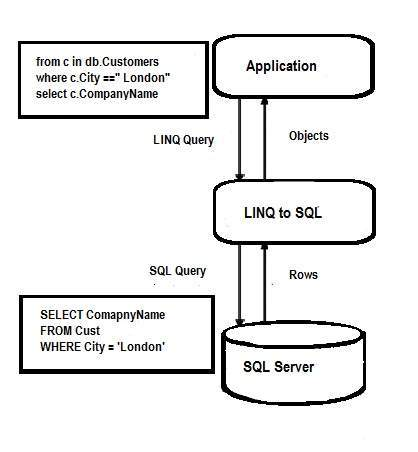 from c in db.Customers
where c.City ==" London"
select c.CompanyName
Application
LINQ Query
Objects
LINQ to SQL
SQL Query
Rows
SELECT ComapnyName
FROM Cust
WHERE City = 'London'
SQL Server